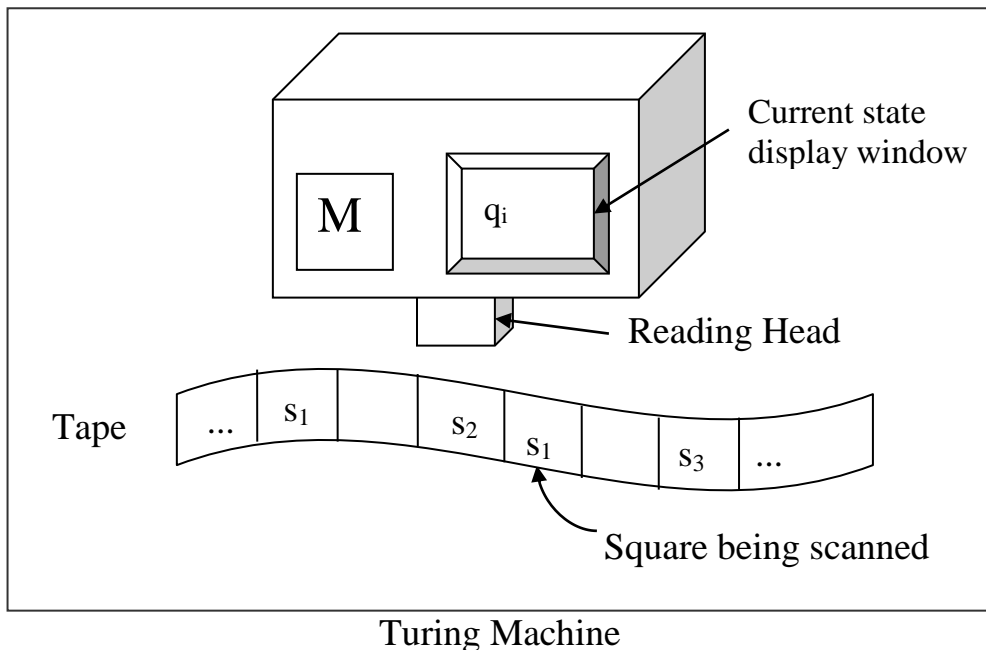 Current state
display window
M
qᵢ
Reading Head
Tape
... s₁ s₂ s₁ s₃ ...
Square being scanned
Turing Machine